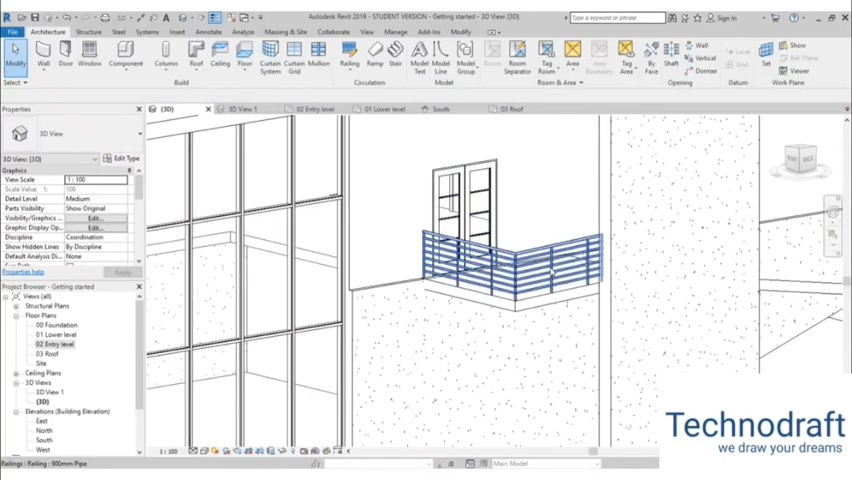 Autodesk Revit 2019 - STUDENT VERSION - Getting started - 3D View: {3D}
Type a keyword or phrase
Sign In
File Architecture Structure Steel Systems Insert Annotate Analyze Massing & Site Collaborate View Manage Add-Ins Modify
Modify Wall Door Window Component Column Roof Ceiling Floor Curtain System Curtain Grid Mullion Railing Ramp Stair Model Text Model Line Model Group Room Room Separator Tag Room Area Area Boundary Tag Area By Face Shaft Wall Vertical Dormer Level Grid Set Show Ref Plane Viewer
Select Build Circulation Model Room & Area Opening Datum Work Plane
Properties
{3D} 3D View 1 02 Entry level 01 Lower level South 03 Roof
3D View
3D View: {3D} Edit Type
Graphics
View Scale 1 : 100
Scale Value 1: 100
Detail Level Medium
Parts Visibility Show Original
Visibility/Graphics Edit...
Graphic Display Op... Edit...
Discipline Coordination
Show Hidden Lines By Discipline
Default Analysis Di...
Properties help Apply
Project Browser - Getting started
Views (all)
Structural Plans
Floor Plans
00 Foundation
01 Lower level
02 Entry level
03 Roof
Site
Ceiling Plans
3D Views
3D View 1
{3D}
Elevations (Building Elevation)
East
North
South
West
BACK
Technodraft
we draw your dreams
1 : 100
Railings : Railing : 900mm Pipe
Main Model